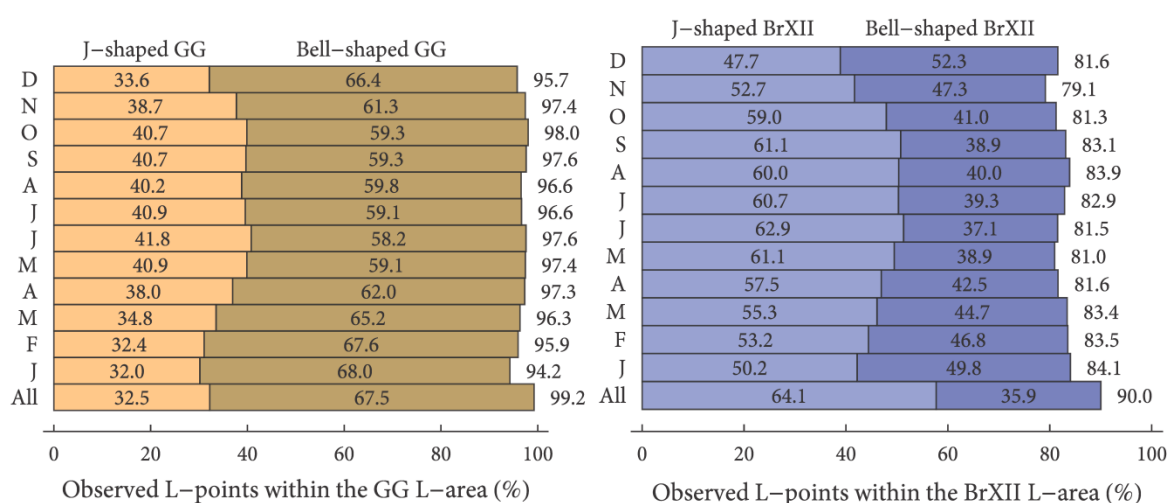 J−shaped GG Bell−shaped GG
D 33.6 66.4 95.7
N 38.7 61.3 97.4
O 40.7 59.3 98.0
S 40.7 59.3 97.6
A 40.2 59.8 96.6
J 40.9 59.1 96.6
J 41.8 58.2 97.6
M 40.9 59.1 97.4
A 38.0 62.0 97.3
M 34.8 65.2 96.3
F 32.4 67.6 95.9
J 32.0 68.0 94.2
All 32.5 67.5 99.2
0 20 40 60 80 100
Observed L−points within the GG L−area (%)
J−shaped BrXII Bell−shaped BrXII
D 47.7 52.3 81.6
N 52.7 47.3 79.1
O 59.0 41.0 81.3
S 61.1 38.9 83.1
A 60.0 40.0 83.9
J 60.7 39.3 82.9
J 62.9 37.1 81.5
M 61.1 38.9 81.0
A 57.5 42.5 81.6
M 55.3 44.7 83.4
F 53.2 46.8 83.5
J 50.2 49.8 84.1
All 64.1 35.9 90.0
0 20 40 60 80 100
Observed L−points within the BrXII L−area (%)